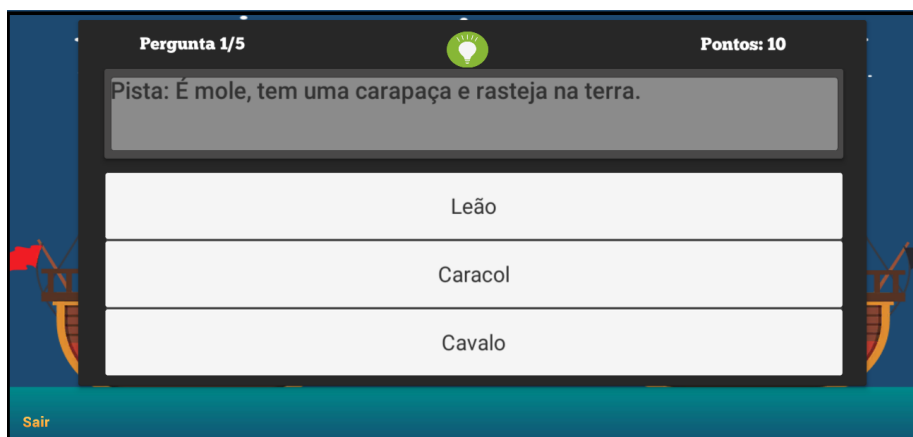 Pergunta 1/5
Pontos: 10
Pista: É mole, tem uma carapaça e rasteja na terra.
Leão
Caracol
Cavalo
Sair